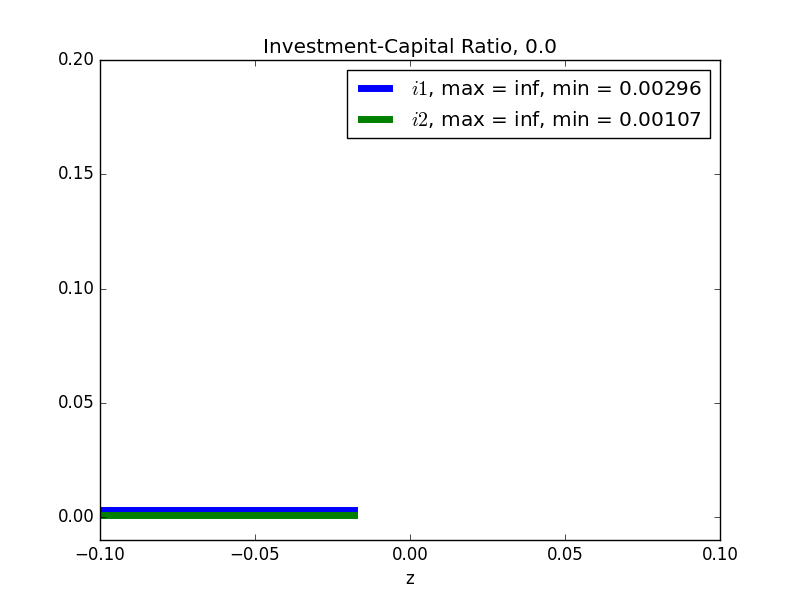 Investment-Capital Ratio, 0.0
i1, max = inf, min = 0.00296
i2, max = inf, min = 0.00107
0.20
0.15
0.10
0.05
0.00
−0.10 −0.05 0.00 0.05 0.10
z